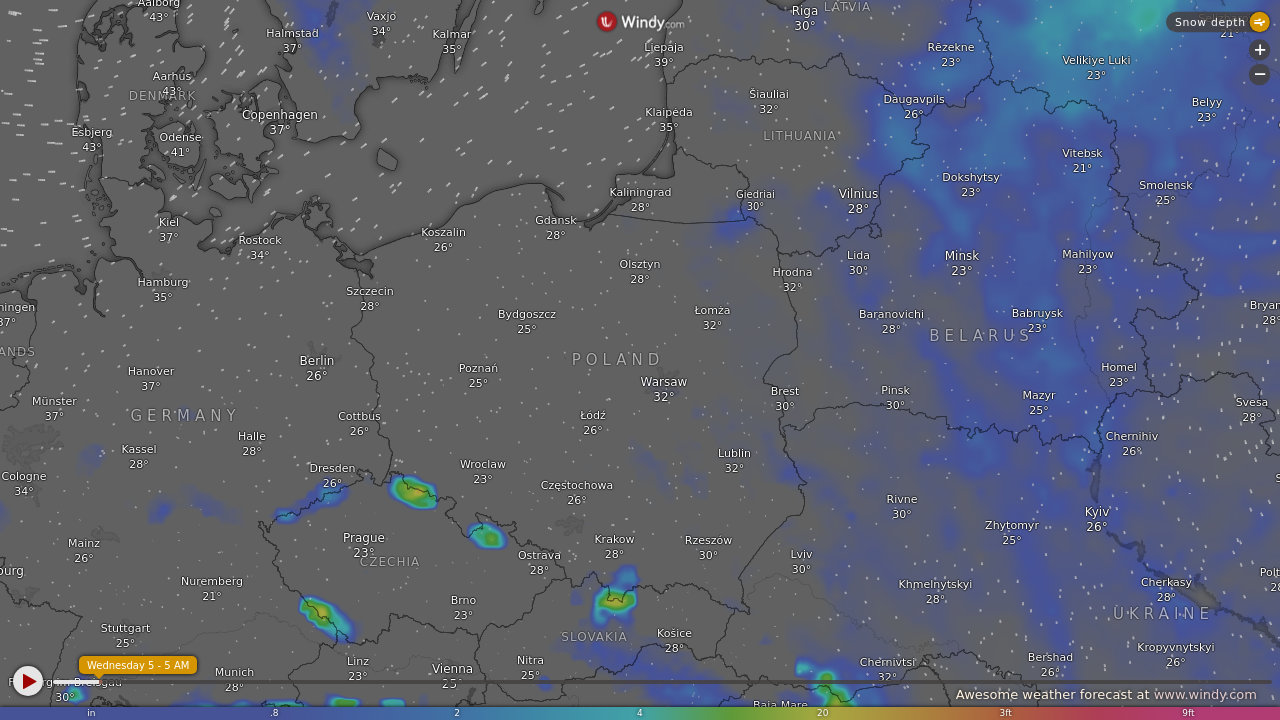 Aalborg
43°
Vaxjo
34°
Halmstad
37°
Kalmar
35°
Windy.com
Riga
30°
LATVIA
Snow depth
21°
Liepāja
39°
Rēzekne
23°
Velikiye Luki
23°
Aarhus
43°
DENMARK
Copenhagen
37°
Klaipėda
35°
Šiauliai
32°
Daugavpils
26°
Belyy
23°
Esbjerg
43°
Odense
41°
LITHUANIA
Vitebsk
21°
Dokshytsy
23°
Smolensk
25°
Kaliningrad
28°
Giedriai
30°
Vilnius
28°
Kiel
37°
Rostock
34°
Koszalin
26°
Gdansk
28°
Lida
30°
Minsk
23°
Mahilyow
23°
Hamburg
35°
Szczecin
28°
Olsztyn
28°
Hrodna
32°
ningen
37°
Bydgoszcz
25°
Łomża
32°
Baranovichi
28°
Babruysk
23°
Bryan
28°
BELARUS
ANDS
Hanover
37°
Berlin
26°
Poznań
25°
POLAND
Warsaw
32°
Homel
23°
Münster
37°
GERMANY
Cottbus
26°
Łódź
26°
Brest
30°
Pinsk
30°
Mazyr
25°
Svesa
28°
Kassel
28°
Halle
28°
Lublin
32°
Chernihiv
26°
Cologne
34°
Dresden
26°
Wroclaw
23°
Częstochowa
26°
S
Rivne
30°
Kyiv
26°
Zhytomyr
25°
Mainz
26°
Prague
23°
CZECHIA
Ostrava
28°
Krakow
28°
Rzeszów
30°
Lviv
30°
ourg
Nuremberg
21°
Brno
23°
Khmelnytskyi
28°
Cherkasy
28°
Polt
28
UKRAINE
Stuttgart
25°
SLOVAKIA
Košice
28°
Kropyvnytskyi
26°
Wednesday 5 - 5 AM
Munich
28°
Linz
23°
Vienna
25°
Nitra
25°
Chernivtsi
32°
Bershad
26°
30°
Awesome weather forecast at www.windy.com
Baia Mare
in .8 2 4 20 3ft 9ft